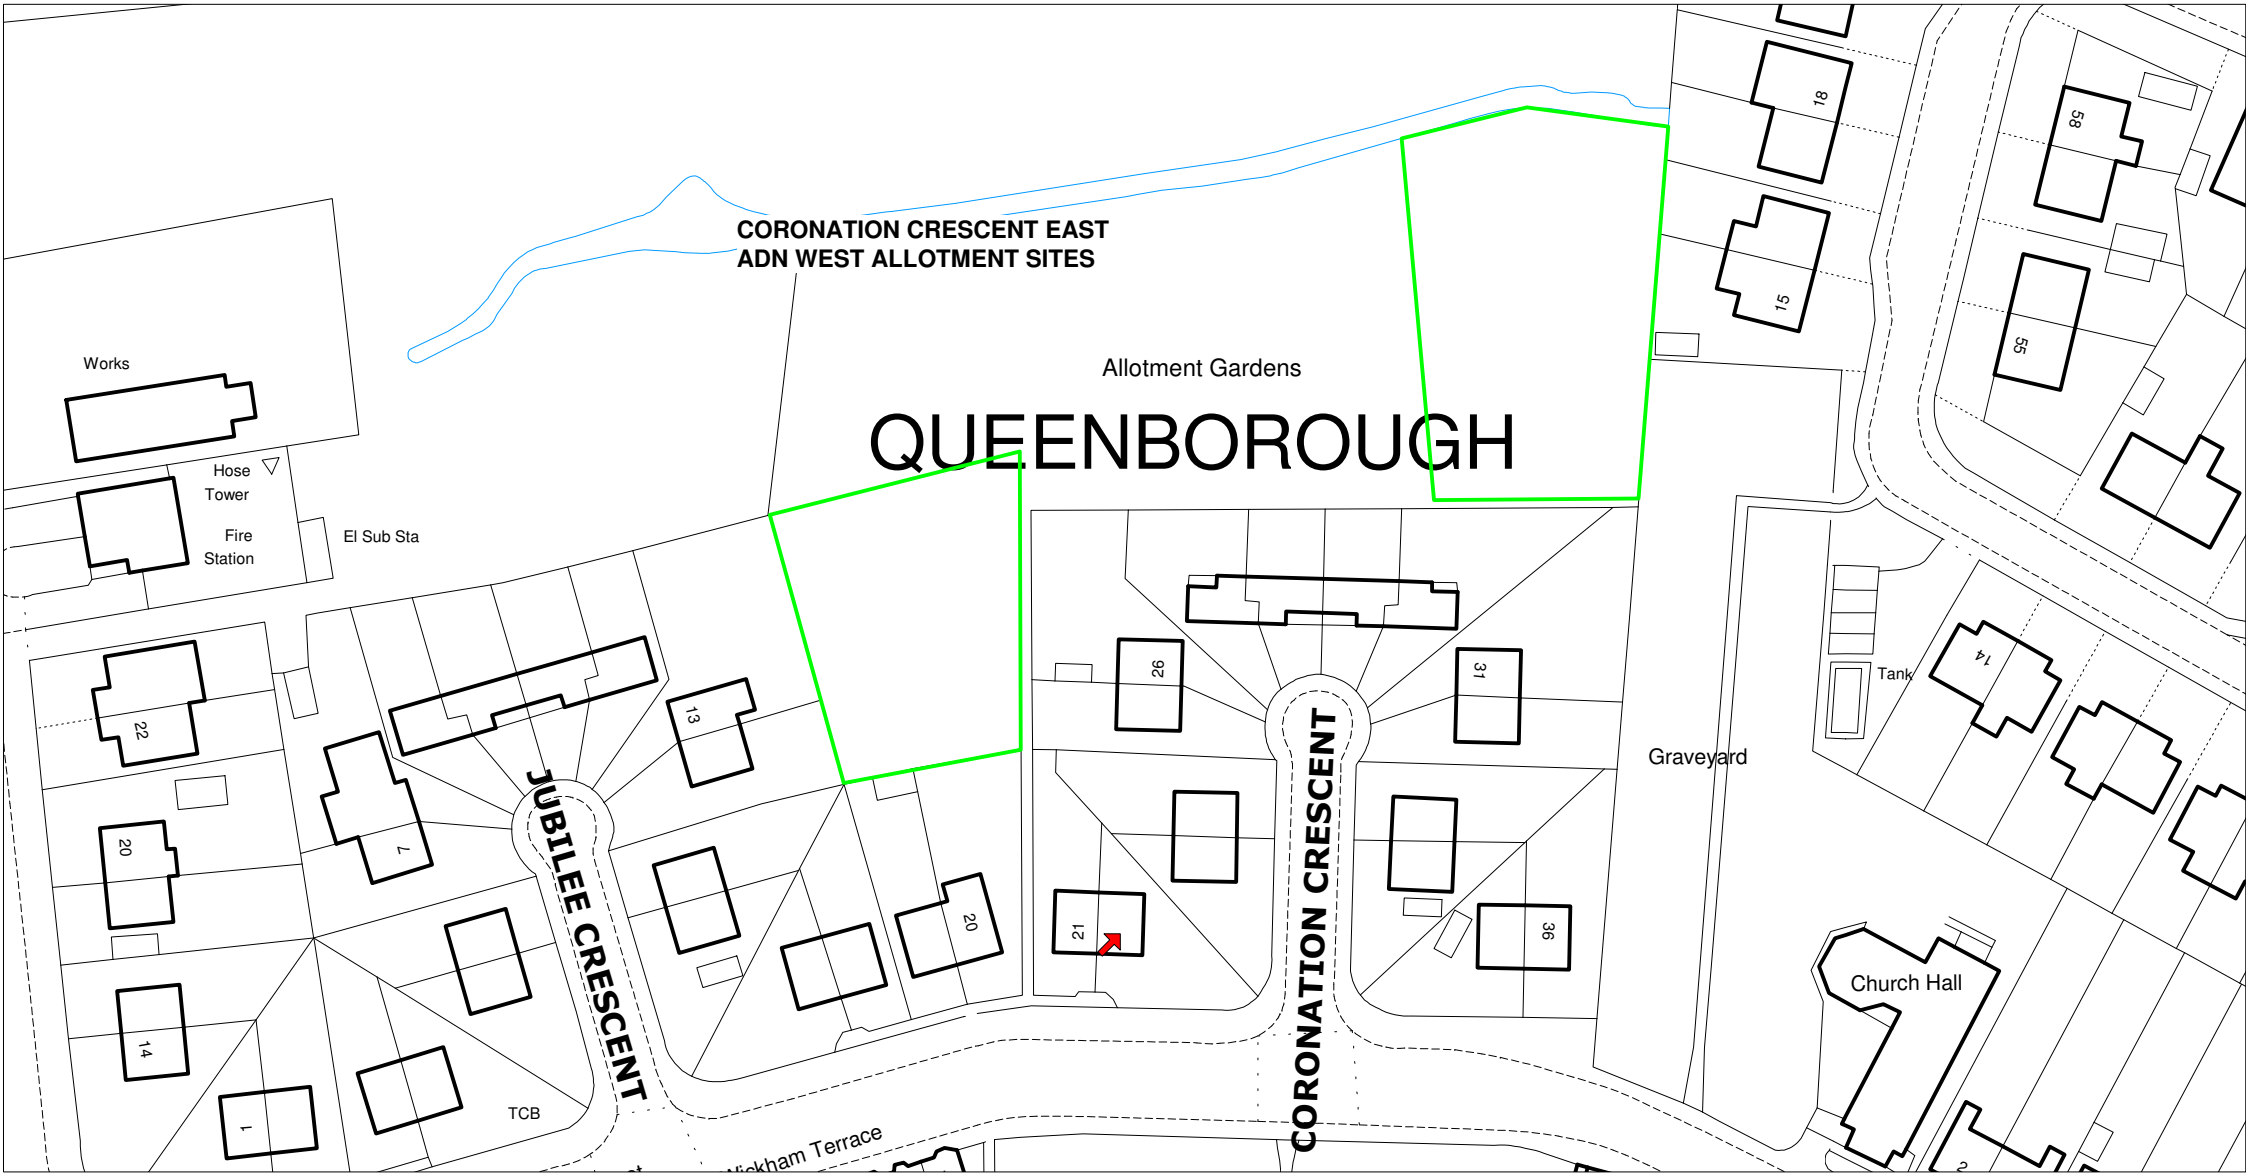 18
58
CORONATION CRESCENT EAST
ADN WEST ALLOTMENT SITES
15
55
Works
Allotment Gardens
QUEENBOROUGH
Hose
Tower
Fire
Station
El Sub Sta
26
31
14
Tank
22
13
Graveyard
JUBILEE CRESCENT
CORONATION CRESCENT
20
7
20
21
36
Church Hall
14
1
TCB
Wickham Terrace
2